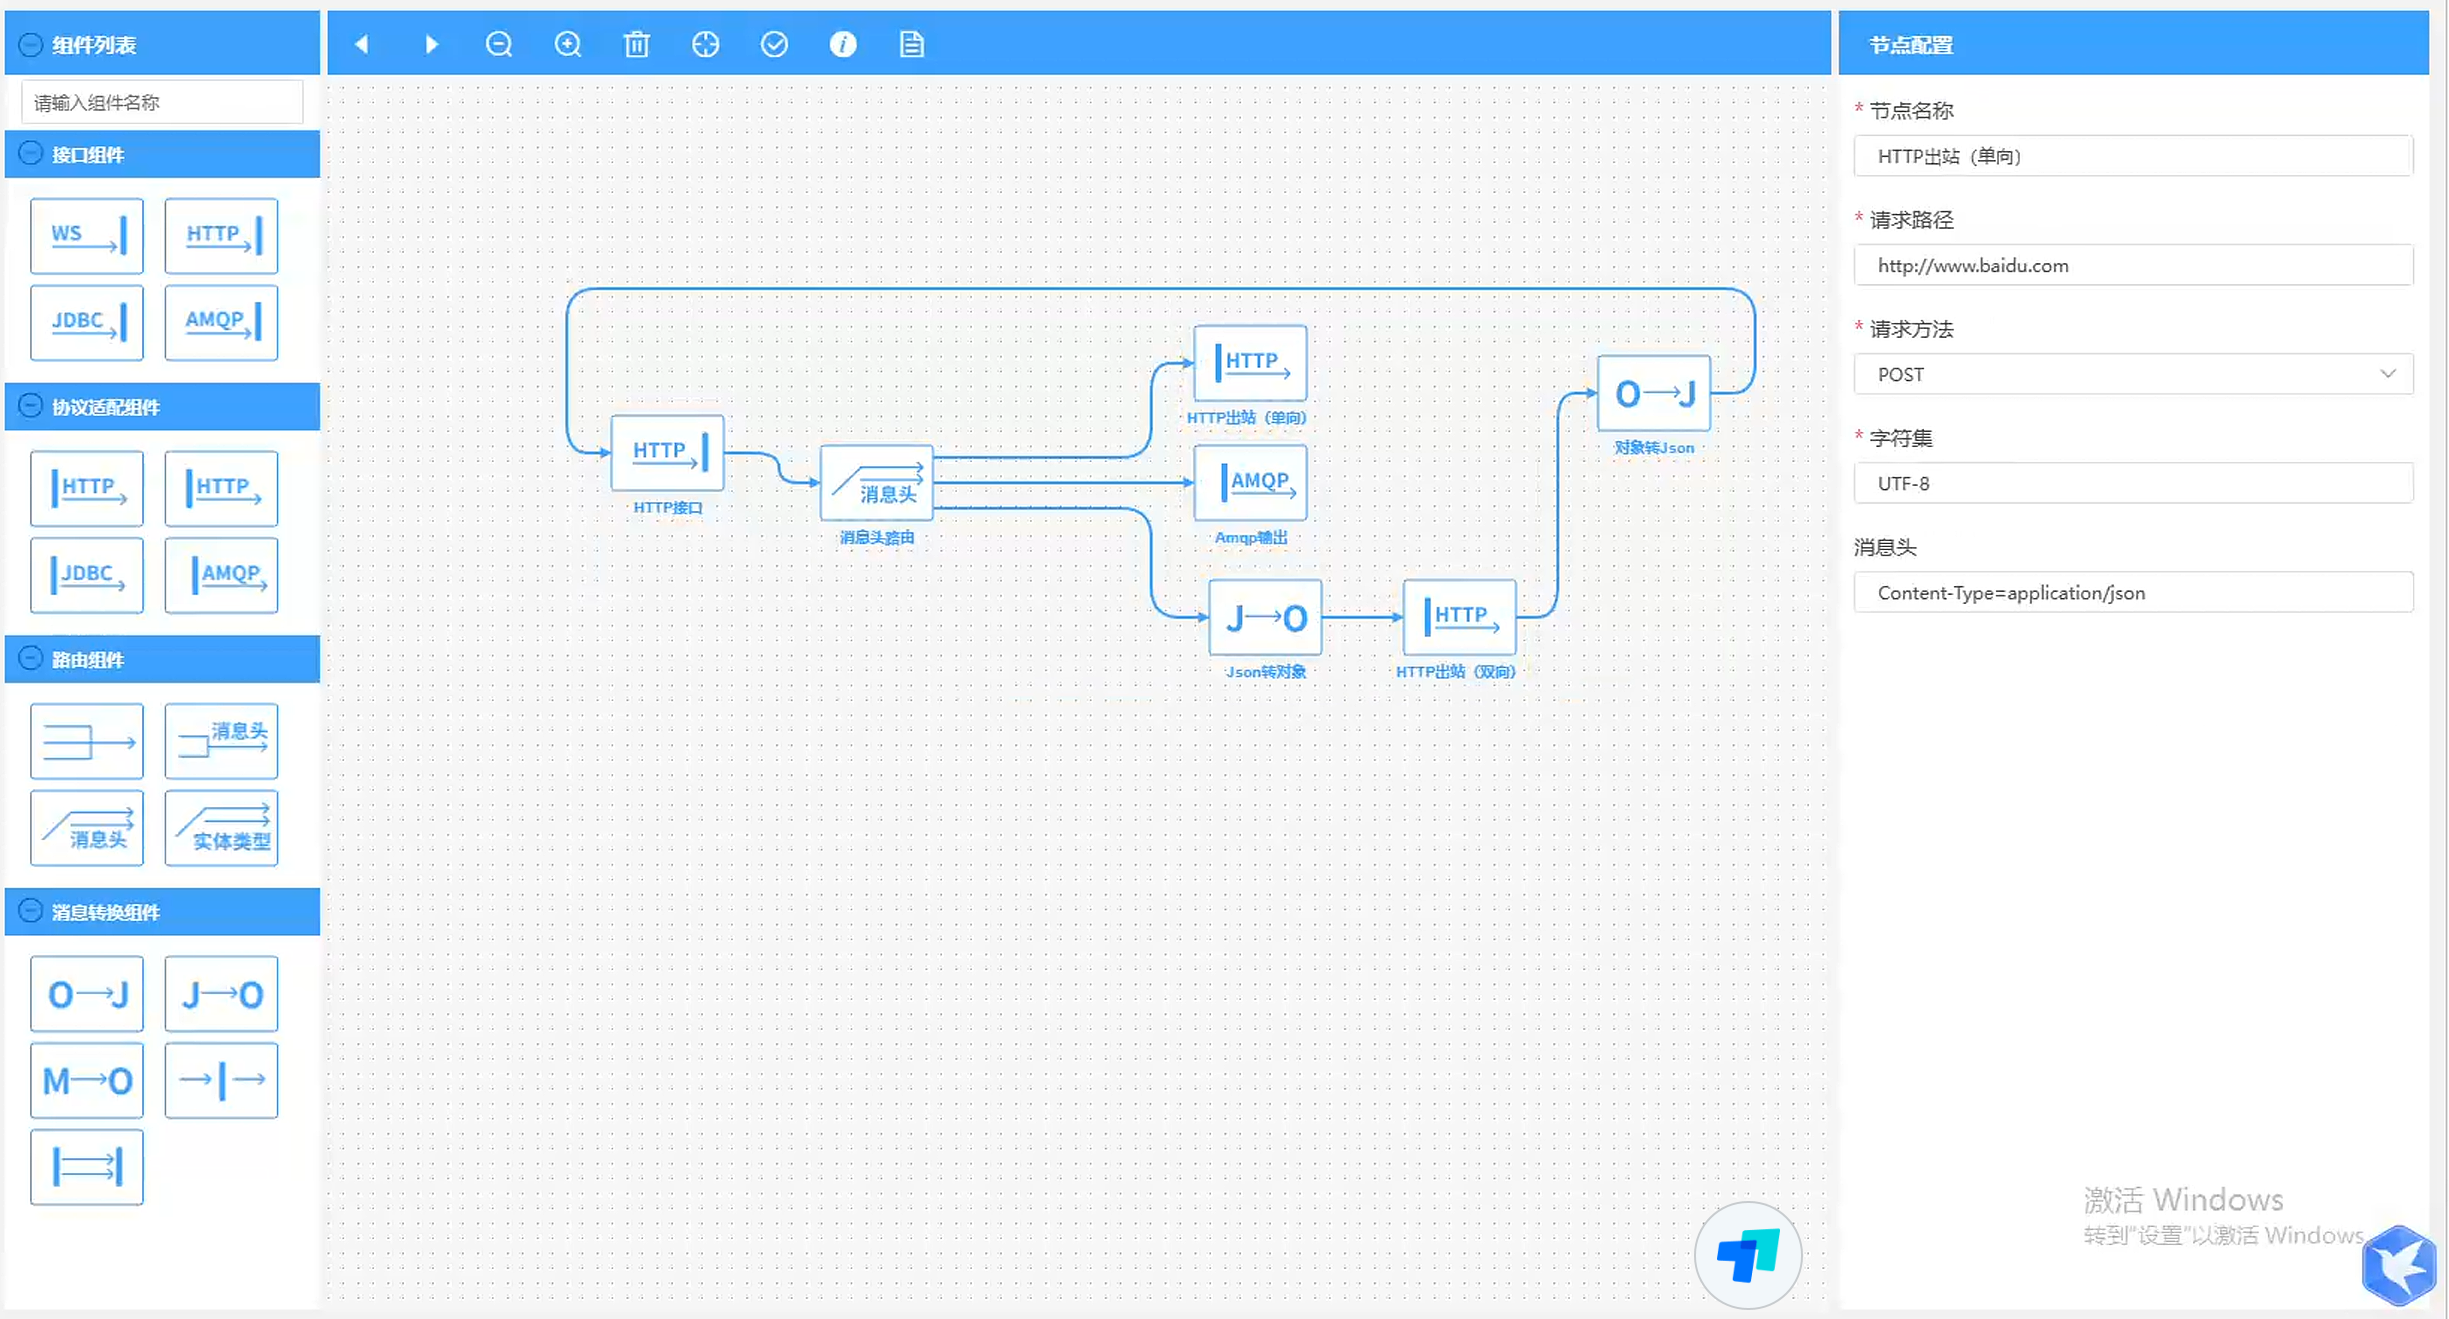 组件列表
请输入组件名称
接口组件
WS
HTTP
JDBC
AMQP
协议适配组件
HTTP
HTTP
JDBC
AMQP
路由组件
消息头
消息头
实体类型
消息转换组件
O J
J O
M O
HTTP
HTTP接口
消息头
消息头路由
HTTP
HTTP出站（单向）
AMQP
Amqp输出
J O
Json转对象
HTTP
HTTP出站（双向）
O J
对象转Json
节点配置
* 节点名称
HTTP出站（单向）
* 请求路径
http://www.baidu.com
* 请求方法
POST
* 字符集
UTF-8
消息头
Content-Type=application/json
激活 Windows
转到"设置"以激活 Windows